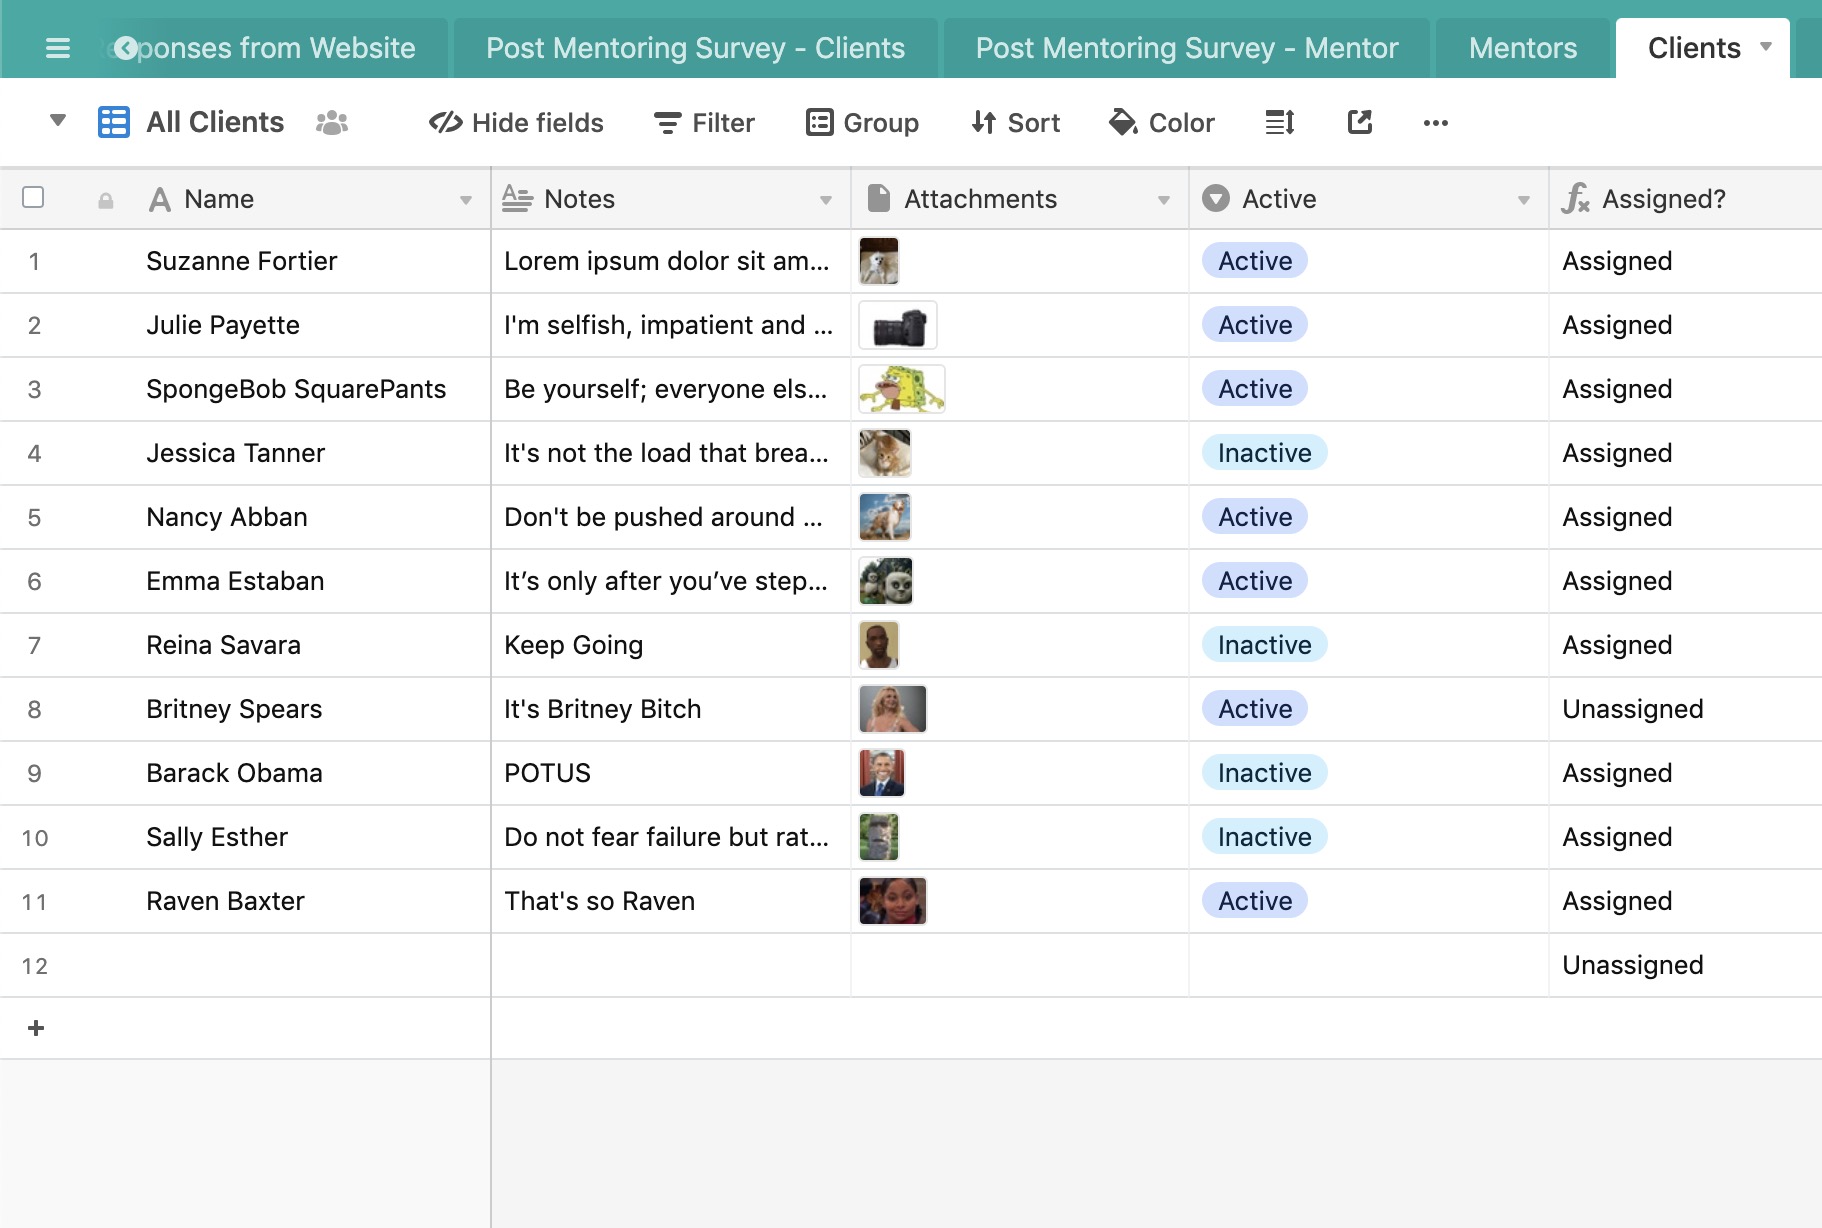 ponses from Website Post Mentoring Survey - Clients Post Mentoring Survey - Mentor Mentors Clients
All Clients Hide fields Filter Group Sort Color
Name Notes Attachments Active Assigned?
1 Suzanne Fortier Lorem ipsum dolor sit am... Active Assigned
2 Julie Payette I'm selfish, impatient and ... Active Assigned
3 SpongeBob SquarePants Be yourself; everyone els... Active Assigned
4 Jessica Tanner It's not the load that brea... Inactive Assigned
5 Nancy Abban Don't be pushed around ... Active Assigned
6 Emma Estaban It’s only after you’ve step... Active Assigned
7 Reina Savara Keep Going Inactive Assigned
8 Britney Spears It's Britney Bitch Active Unassigned
9 Barack Obama POTUS Inactive Assigned
10 Sally Esther Do not fear failure but rat... Inactive Assigned
11 Raven Baxter That's so Raven Active Assigned
12 Unassigned
+